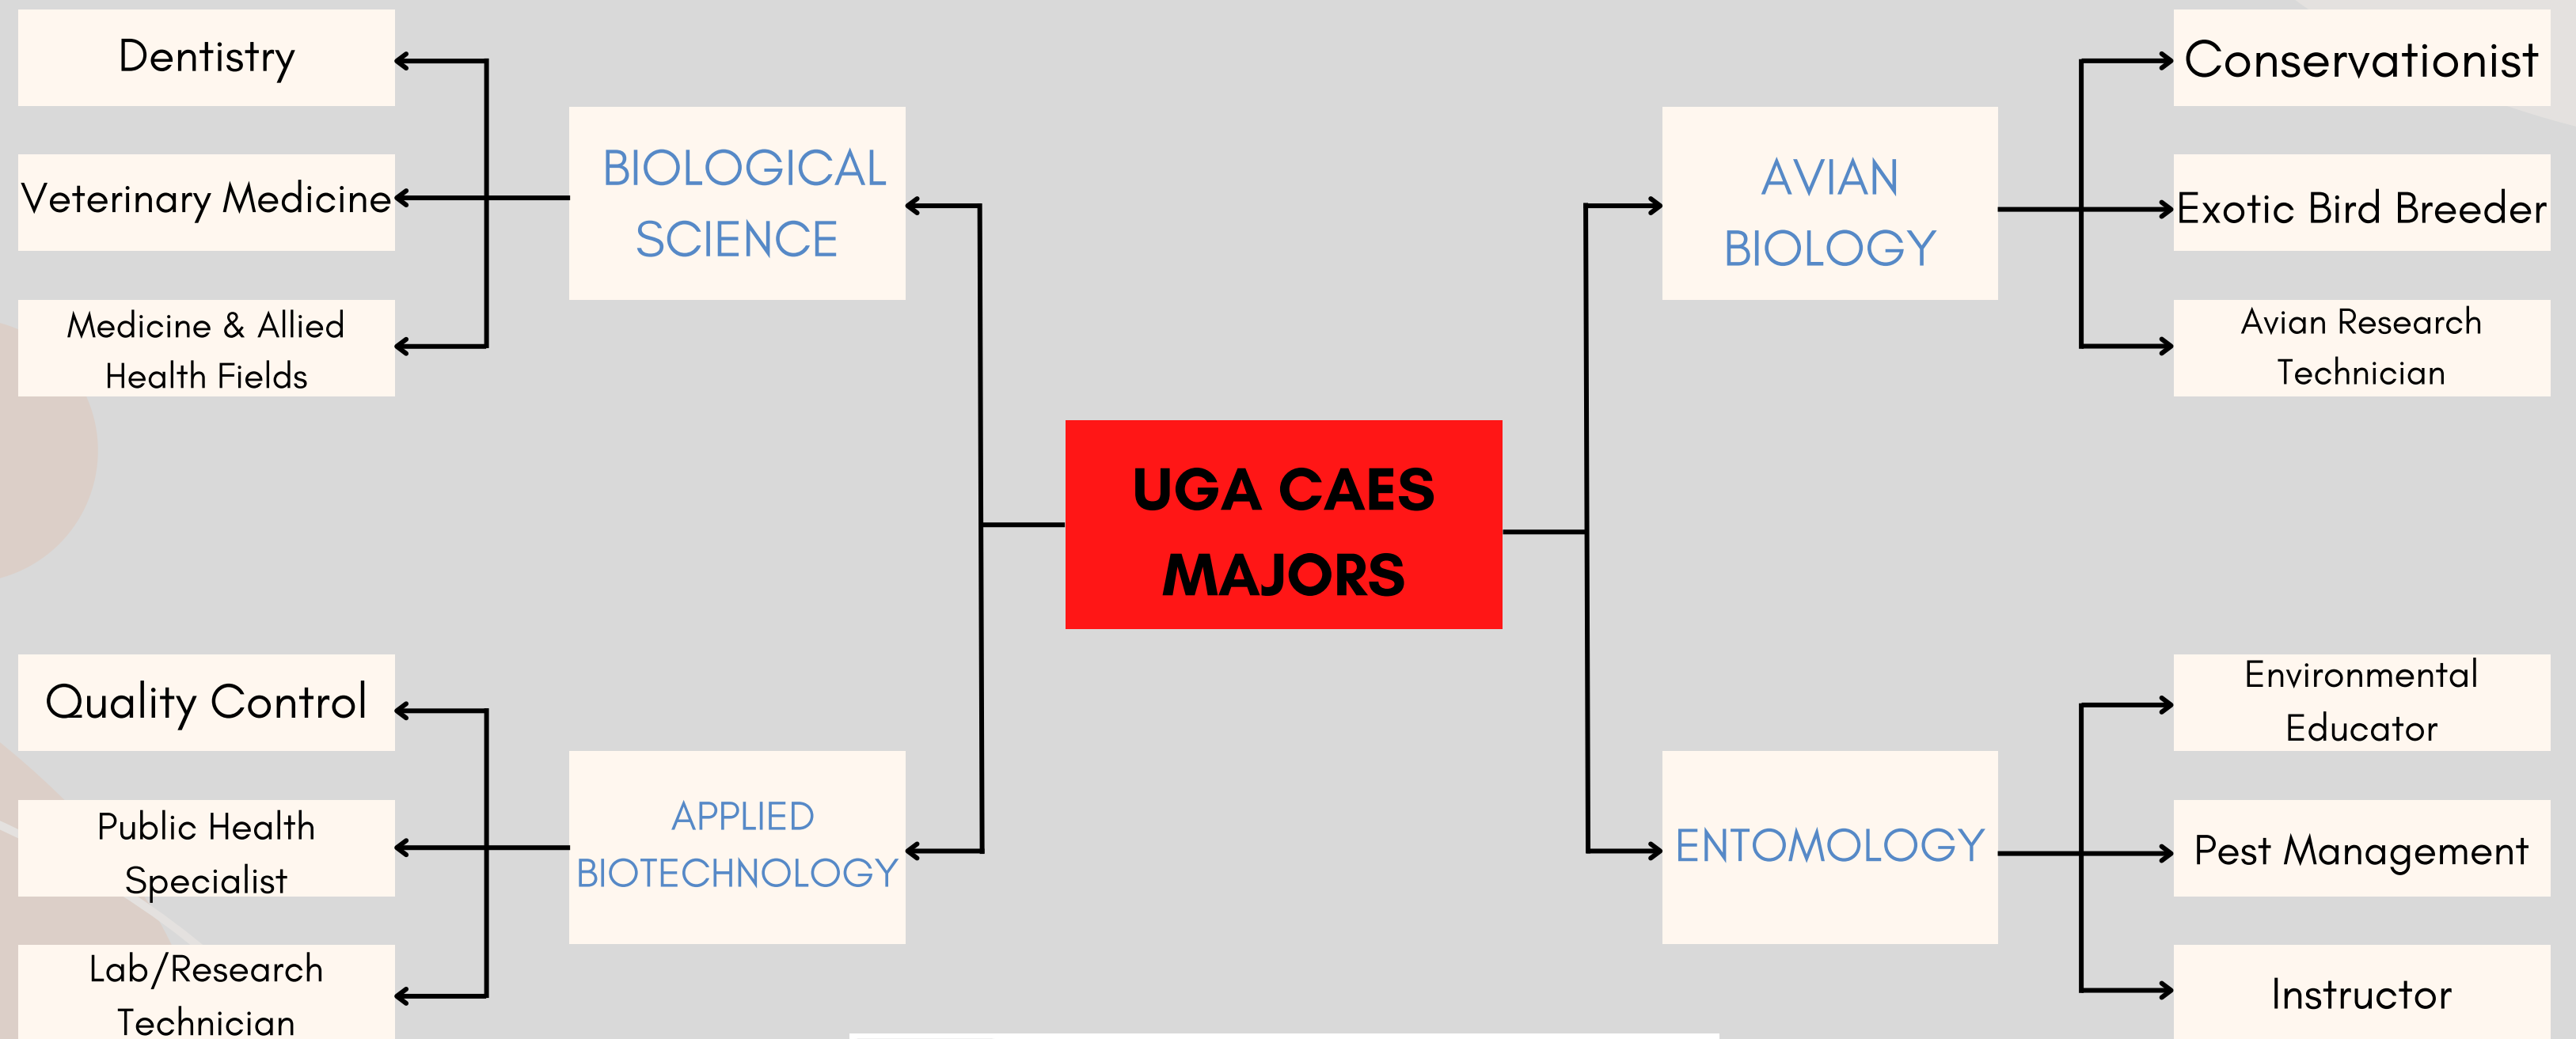 Dentistry
Veterinary Medicine
Medicine & Allied
Health Fields
BIOLOGICAL
SCIENCE
Quality Control
Public Health
Specialist
Lab/Research
Technician
APPLIED
BIOTECHNOLOGY
UGA CAES
MAJORS
AVIAN
BIOLOGY
Conservationist
Exotic Bird Breeder
Avian Research
Technician
ENTOMOLOGY
Environmental
Educator
Pest Management
Instructor